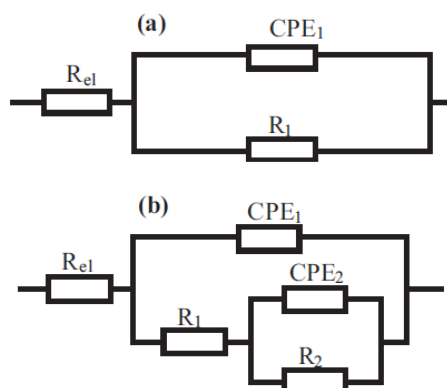 (a)
CPE₁
Rel
R₁
(b)
CPE₁
Rel
CPE₂
R₁
R₂